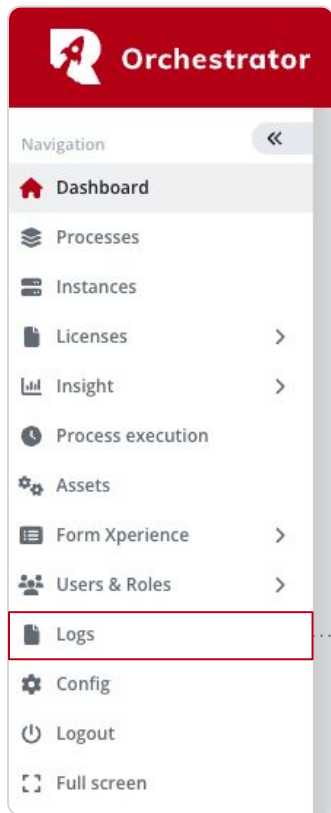 Orchestrator
Navigation
Dashboard
Processes
Instances
Licenses
Insight
Process execution
Assets
Form Xperience
Users & Roles
Logs
Config
Logout
Full screen